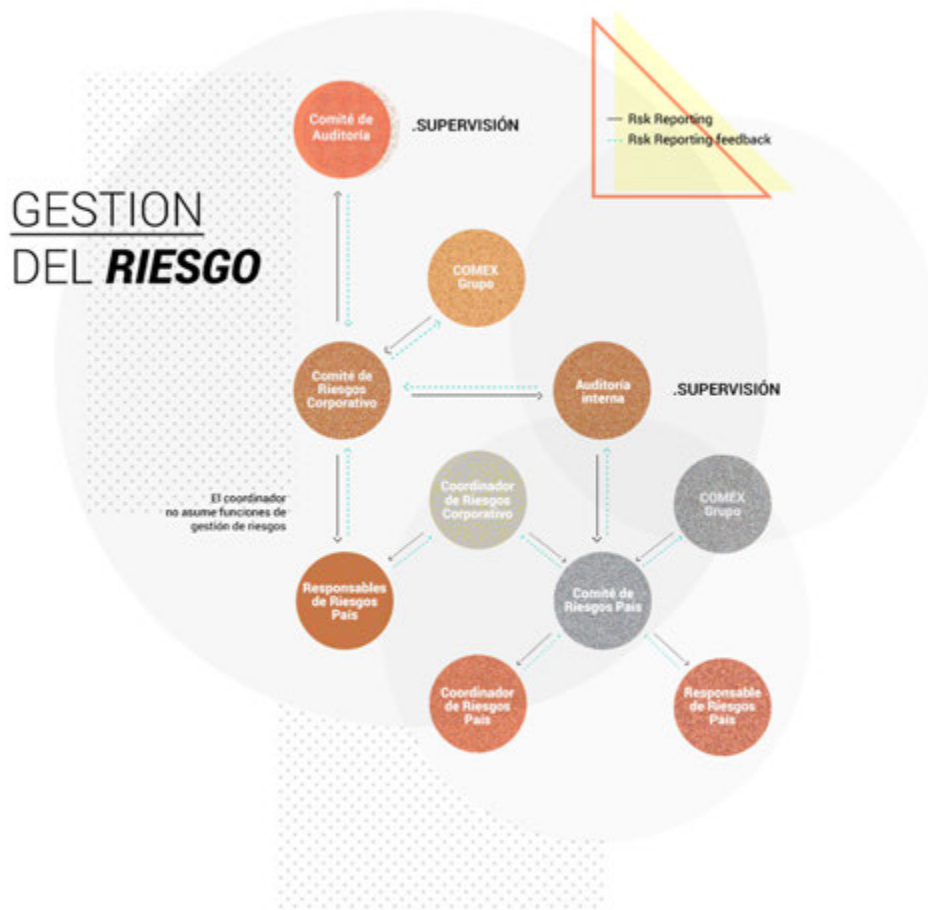 Comité de
Auditoría
.SUPERVISIÓN
Rsk Reporting
Rsk Reporting feedback
GESTION
DEL RIESGO
COMEX
Grupo
Comité de
Riesgos
Corporativo
Auditoría
interna
.SUPERVISIÓN
Coordinador
de Riesgos
Corporativo
COMEX
Grupo
El coordinador
no asume funciones de
gestión de riesgos
Responsables
de Riesgos
País
Comité de
Riesgos País
Coordinador
de Riesgos
País
Responsable
de Riesgos
País